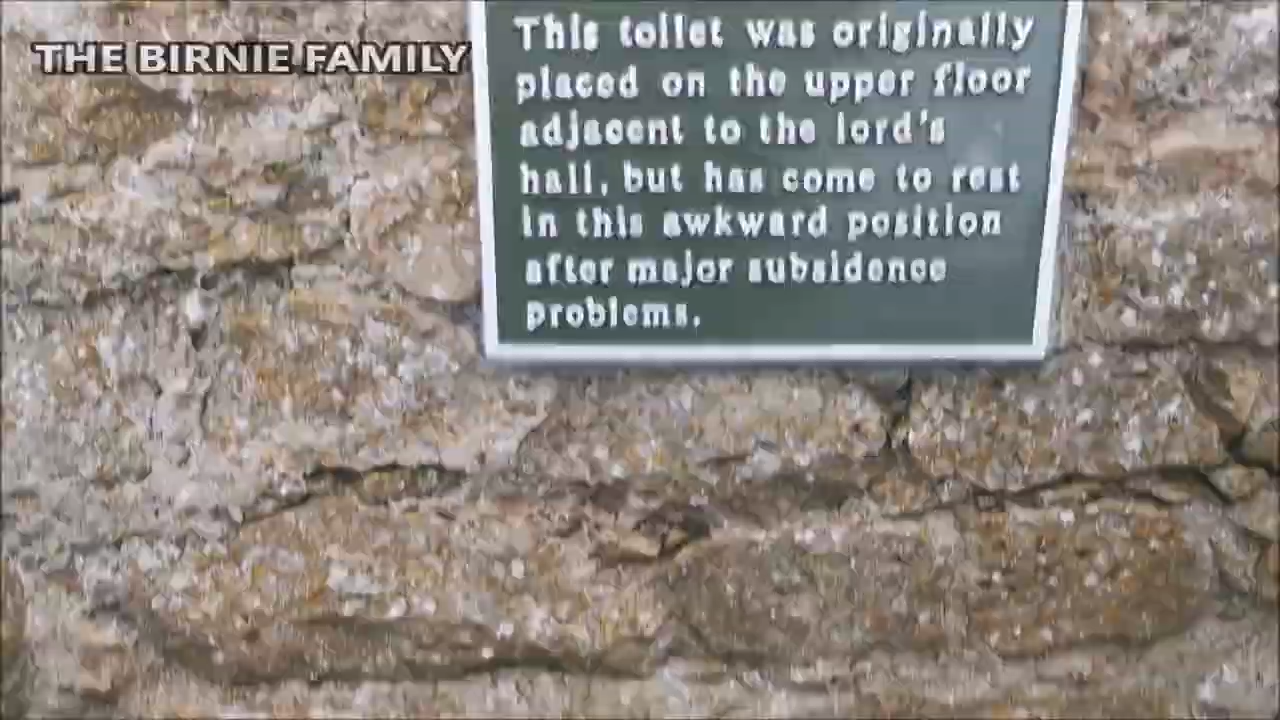 THE BIRNIE FAMILY
This toilet was originally
placed on the upper floor
adjacent to the lord's
hall, but has come to rest
in this awkward position
after major subsidence
problems.